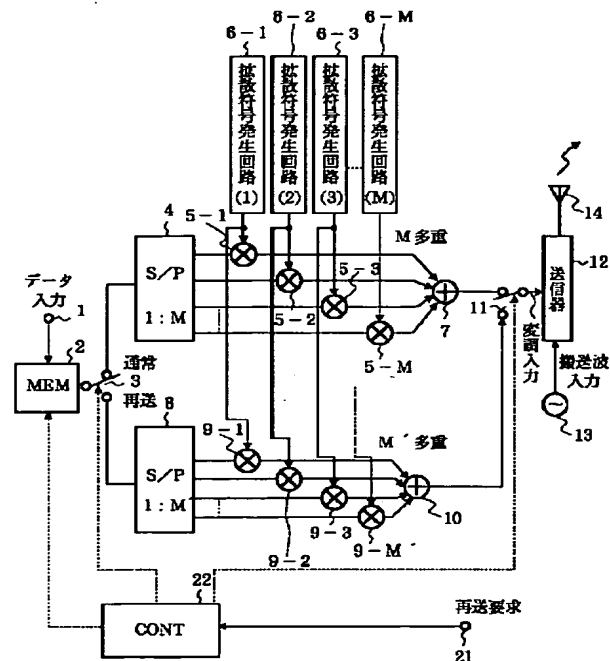 6-1
6-2
6-3
6-M
拡散符号発生回路(1)
拡散符号発生回路(2)
拡散符号発生回路(3)
拡散符号発生回路(M)
4
5-1
M多重
14
12
S/P
1:M
5-2
5-3
5-M
7
11
送信器
変調入力
搬送波入力
13
データ入力
1
2
MEM
3
通常
再送
8
9-1
M´多重
S/P
1:M
9-2
9-3
9-M
10
22
CONT
再送要求
21